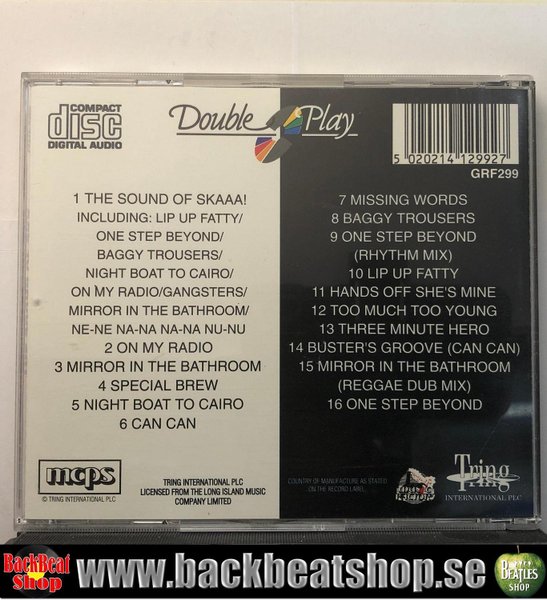 COMPACT
disc
DIGITAL AUDIO
Double Play
5 020214 129927
GRF299
1 THE SOUND OF SKAAA!
INCLUDING: LIP UP FATTY/
ONE STEP BEYOND/
BAGGY TROUSERS/
NIGHT BOAT TO CAIRO/
ON MY RADIO/GANGSTERS/
MIRROR IN THE BATHROOM/
NE-NE NA-NA NA-NA NU-NU
2 ON MY RADIO
3 MIRROR IN THE BATHROOM
4 SPECIAL BREW
5 NIGHT BOAT TO CAIRO
6 CAN CAN
7 MISSING WORDS
8 BAGGY TROUSERS
9 ONE STEP BEYOND
(RHYTHM MIX)
10 LIP UP FATTY
11 HANDS OFF SHE'S MINE
12 TOO MUCH TOO YOUNG
13 THREE MINUTE HERO
14 BUSTER'S GROOVE (CAN CAN)
15 MIRROR IN THE BATHROOM
(REGGAE DUB MIX)
16 ONE STEP BEYOND
mcps
© TRING INTERNATIONAL PLC
TRING INTERNATIONAL PLC
LICENSED FROM THE LONG ISLAND MUSIC
COMPANY LIMITED
COUNTRY OF MANUFACTURE AS STATED
ON THE RECORD LABEL
Tring
INTERNATIONAL PLC
BackBeat
Shop
www.backbeatshop.se
BEATLES
SHOP